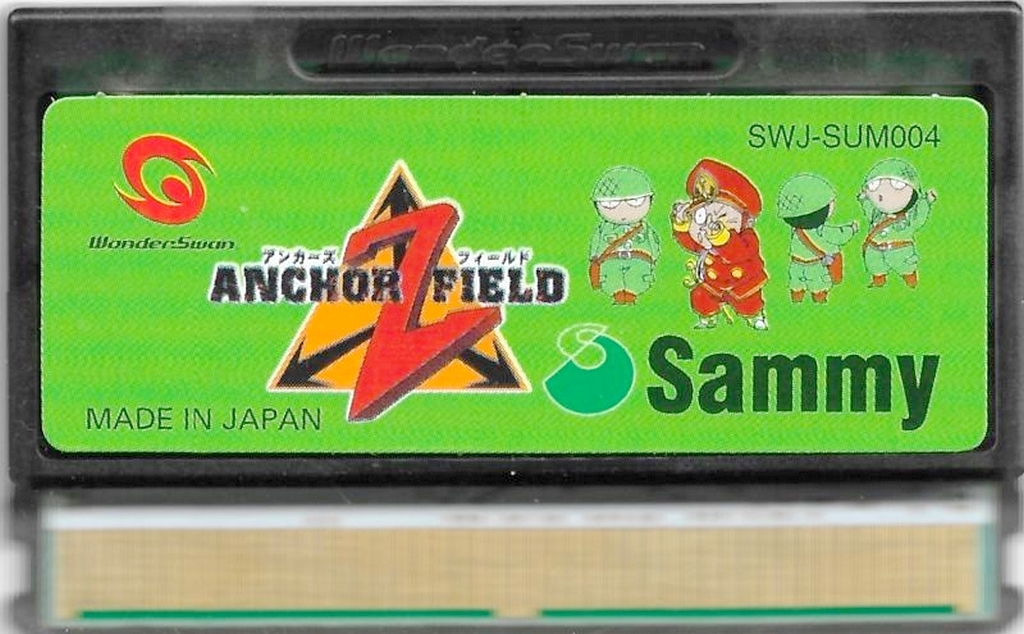 WonderSwan
SWJ-SUM004
WonderSwan
アンカーズ フィールド
ANCHOR Z FIELD
Sammy
MADE IN JAPAN